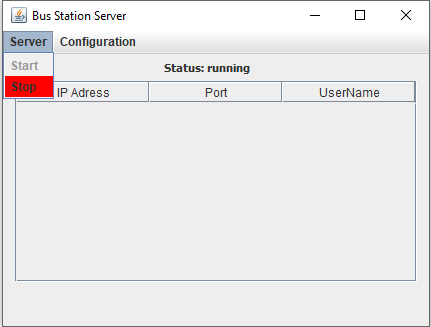 Bus Station Server
Server Configuration
Start
Status: running
Stop
IP Adress Port UserName